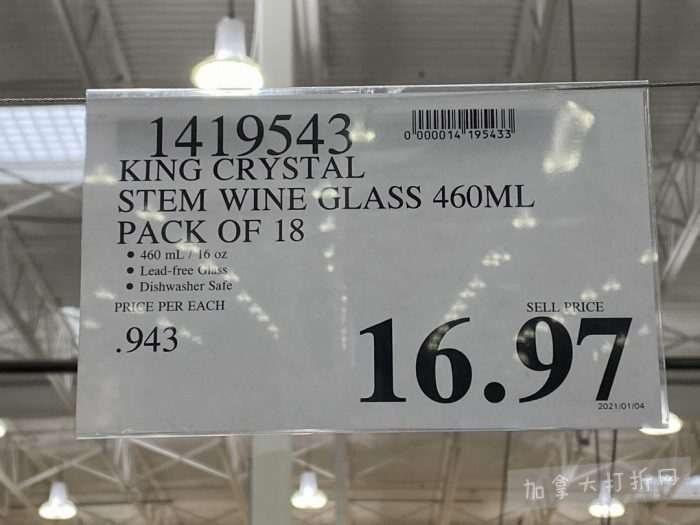 1419543
0 000014 195433
KING CRYSTAL
STEM WINE GLASS 460ML
PACK OF 18
• 460 mL / 16 oz
• Lead-free Glass
• Dishwasher Safe
PRICE PER EACH
.943
SELL PRICE
16.97
2021/01/04
加拿大打折网